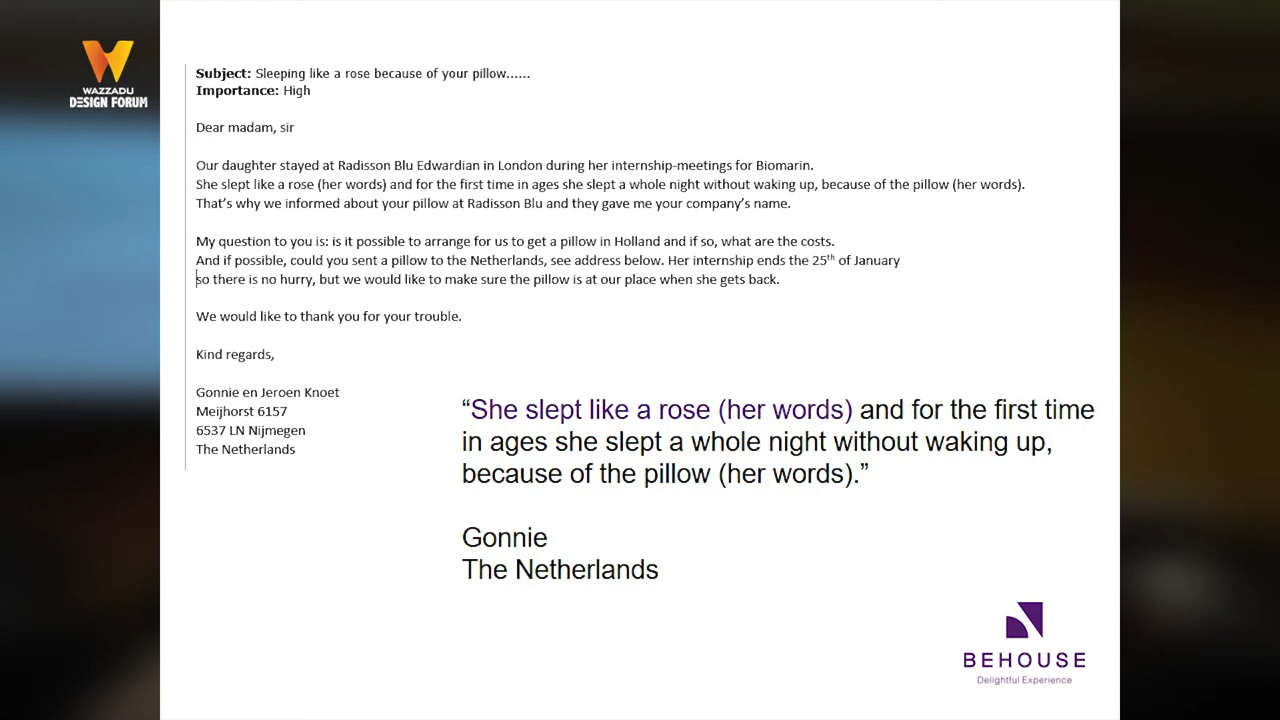 WAZZADU
DESIGN FORUM
Subject: Sleeping like a rose because of your pillow......
Importance: High
Dear madam, sir
Our daughter stayed at Radisson Blu Edwardian in London during her internship-meetings for Biomarin.
She slept like a rose (her words) and for the first time in ages she slept a whole night without waking up, because of the pillow (her words).
That's why we informed about your pillow at Radisson Blu and they gave me your company's name.
My question to you is: is it possible to arrange for us to get a pillow in Holland and if so, what are the costs.
And if possible, could you sent a pillow to the Netherlands, see address below. Her internship ends the 25th of January
so there is no hurry, but we would like to make sure the pillow is at our place when she gets back.
We would like to thank you for your trouble.
Kind regards,
Gonnie en Jeroen Knoet
Meijhorst 6157
6537 LN Nijmegen
The Netherlands
“She slept like a rose (her words) and for the first time
in ages she slept a whole night without waking up,
because of the pillow (her words).”
Gonnie
The Netherlands
BEHOUSE
Delightful Experience